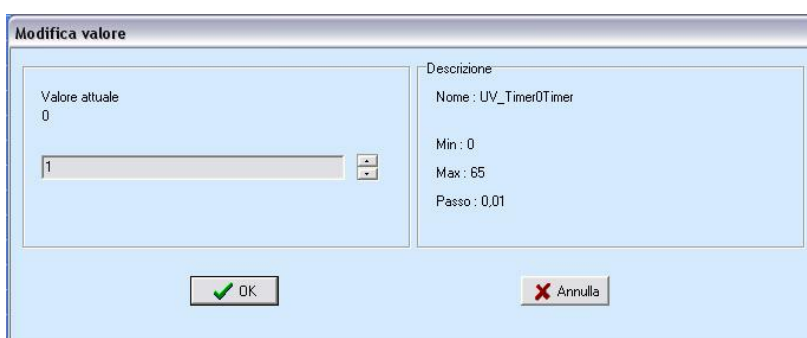 Modifica valore
Valore attuale
0
1
Descrizione
Nome : UV_Timer0Timer
Min : 0
Max : 65
Passo : 0,01
OK
Annulla